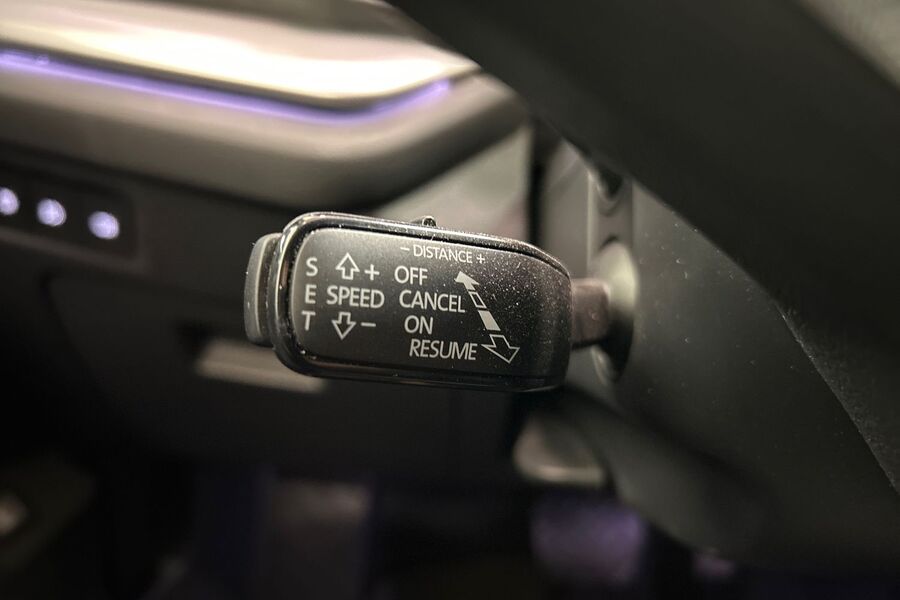 − DISTANCE +
S + OFF
E SPEED CANCEL
T − ON
RESUME